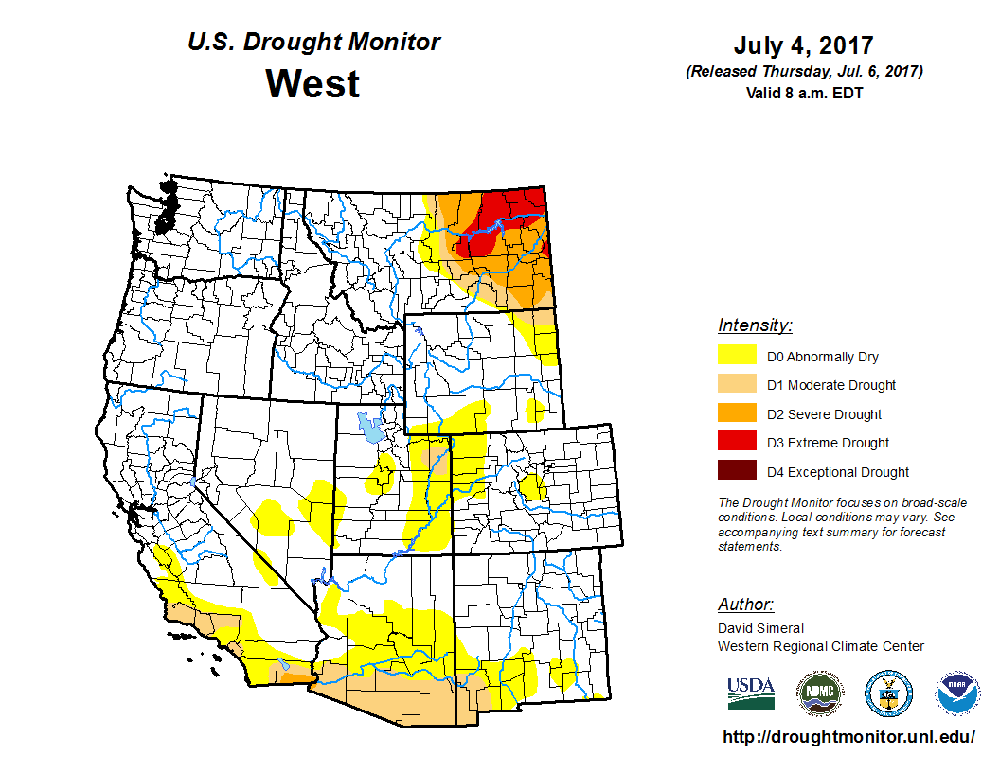 U.S. Drought Monitor
West
July 4, 2017
(Released Thursday, Jul. 6, 2017)
Valid 8 a.m. EDT
Intensity:
D0 Abnormally Dry
D1 Moderate Drought
D2 Severe Drought
D3 Extreme Drought
D4 Exceptional Drought
The Drought Monitor focuses on broad-scale
conditions. Local conditions may vary. See
accompanying text summary for forecast
statements.
Author:
David Simeral
Western Regional Climate Center
USDA
NDMC
NOAA
http://droughtmonitor.unl.edu/